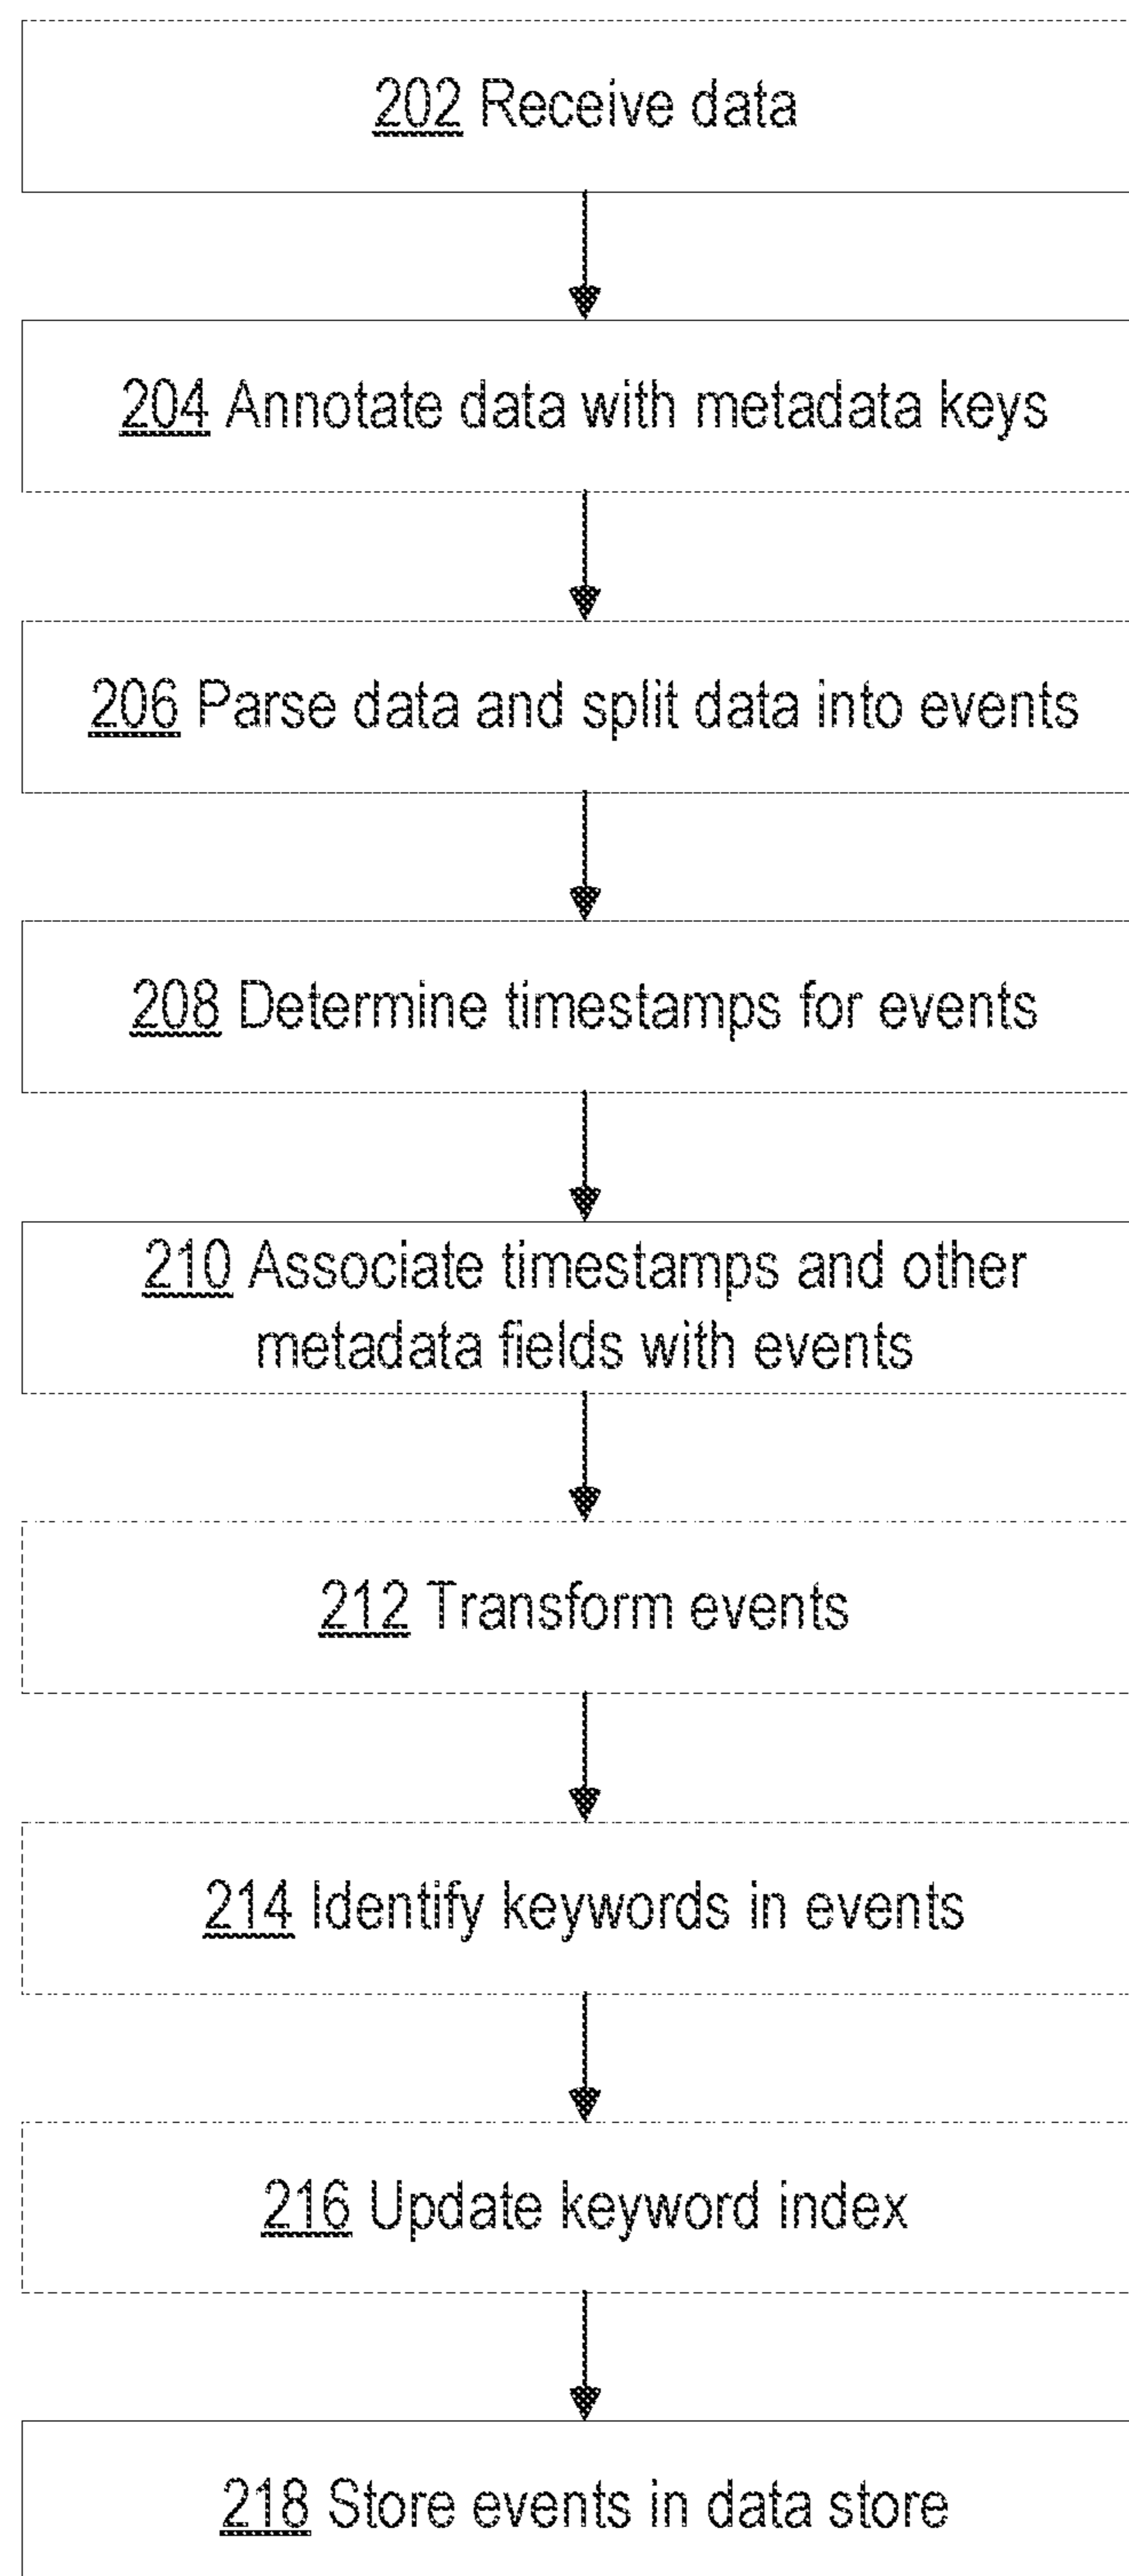 202 Receive data
204 Annotate data with metadata keys
206 Parse data and split data into events
208 Determine timestamps for events
210 Associate timestamps and other
metadata fields with events
212 Transform events
214 Identify keywords in events
216 Update keyword index
218 Store events in data store